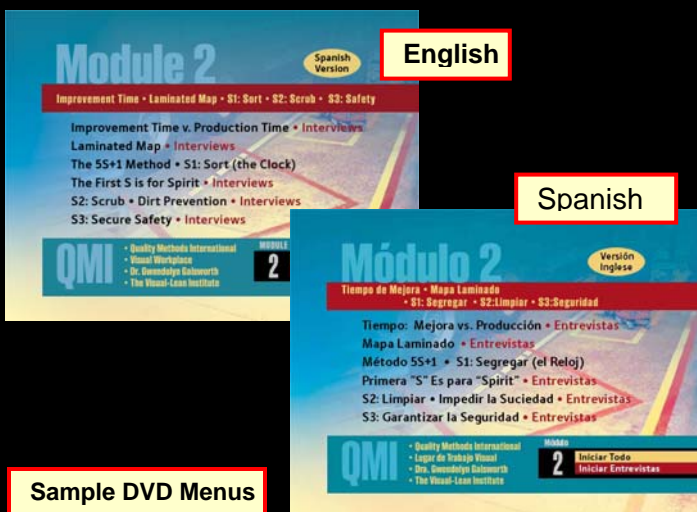 English
Module 2
Spanish
Version
Improvement Time • Laminated Map • S1: Sort • S2: Scrub • S3: Safety
Improvement Time v. Production Time • Interviews
Laminated Map • Interviews
The 5S+1 Method • S1: Sort (the Clock)
The First S is for Spirit • Interviews
S2: Scrub • Dirt Prevention • Interviews
S3: Secure Safety • Interviews
QMI
• Quality Methods International
• Visual Workplace
• Dr. Gwendolyn Galsworth
• The Visual-Lean Institute
MODULE
2
Spanish
Módulo 2
Versión
Inglese
Tiempo de Mejora • Mapa Laminado
• S1: Segregar • S2:Limpiar • S3:Seguridad
Tiempo: Mejora vs. Producción • Entrevistas
Mapa Laminado • Entrevistas
Método 5S+1 • S1: Segregar (el Reloj)
Primera "S" Es para "Spirit" • Entrevistas
S2: Limpiar • Impedir la Suciedad • Entrevistas
S3: Garantizar la Seguridad • Entrevistas
QMI
• Quality Methods International
• Lugar de Trabajo Visual
• Dra. Gwendolyn Galsworth
• The Visual-Lean Institute
Módulo
2
Iniciar Todo
Iniciar Entrevistas
Sample DVD Menus